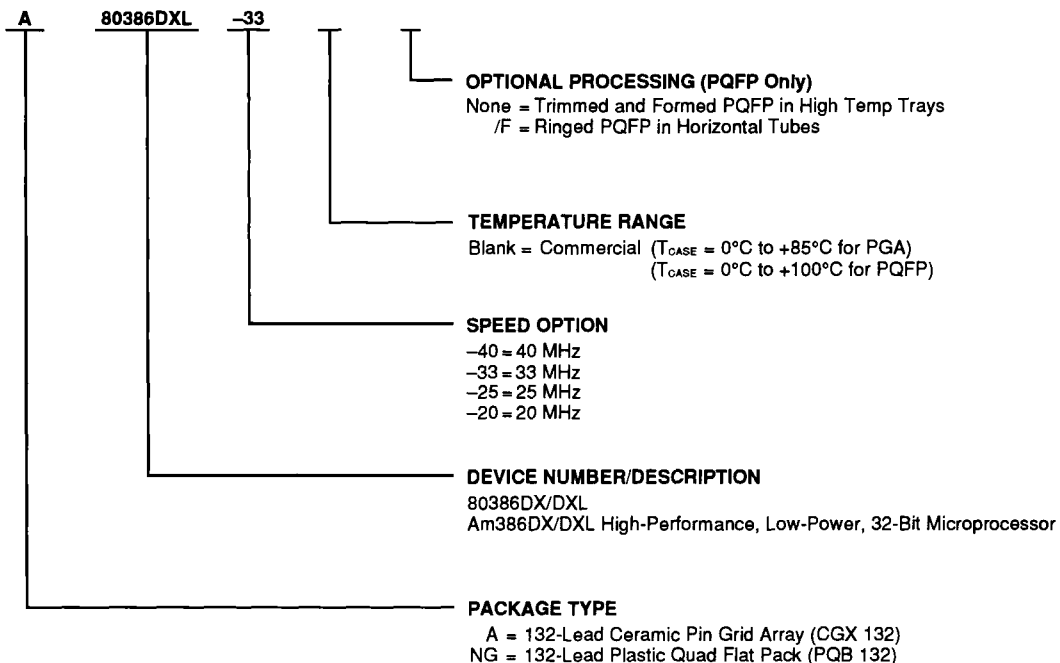 A 80386DXL –33
OPTIONAL PROCESSING (PQFP Only)
None = Trimmed and Formed PQFP in High Temp Trays
/F = Ringed PQFP in Horizontal Tubes
TEMPERATURE RANGE
Blank = Commercial (TCASE = 0°C to +85°C for PGA)
(TCASE = 0°C to +100°C for PQFP)
SPEED OPTION
–40 = 40 MHz
–33 = 33 MHz
–25 = 25 MHz
–20 = 20 MHz
DEVICE NUMBER/DESCRIPTION
80386DX/DXL
Am386DX/DXL High-Performance, Low-Power, 32-Bit Microprocessor
PACKAGE TYPE
A = 132-Lead Ceramic Pin Grid Array (CGX 132)
NG = 132-Lead Plastic Quad Flat Pack (PQB 132)